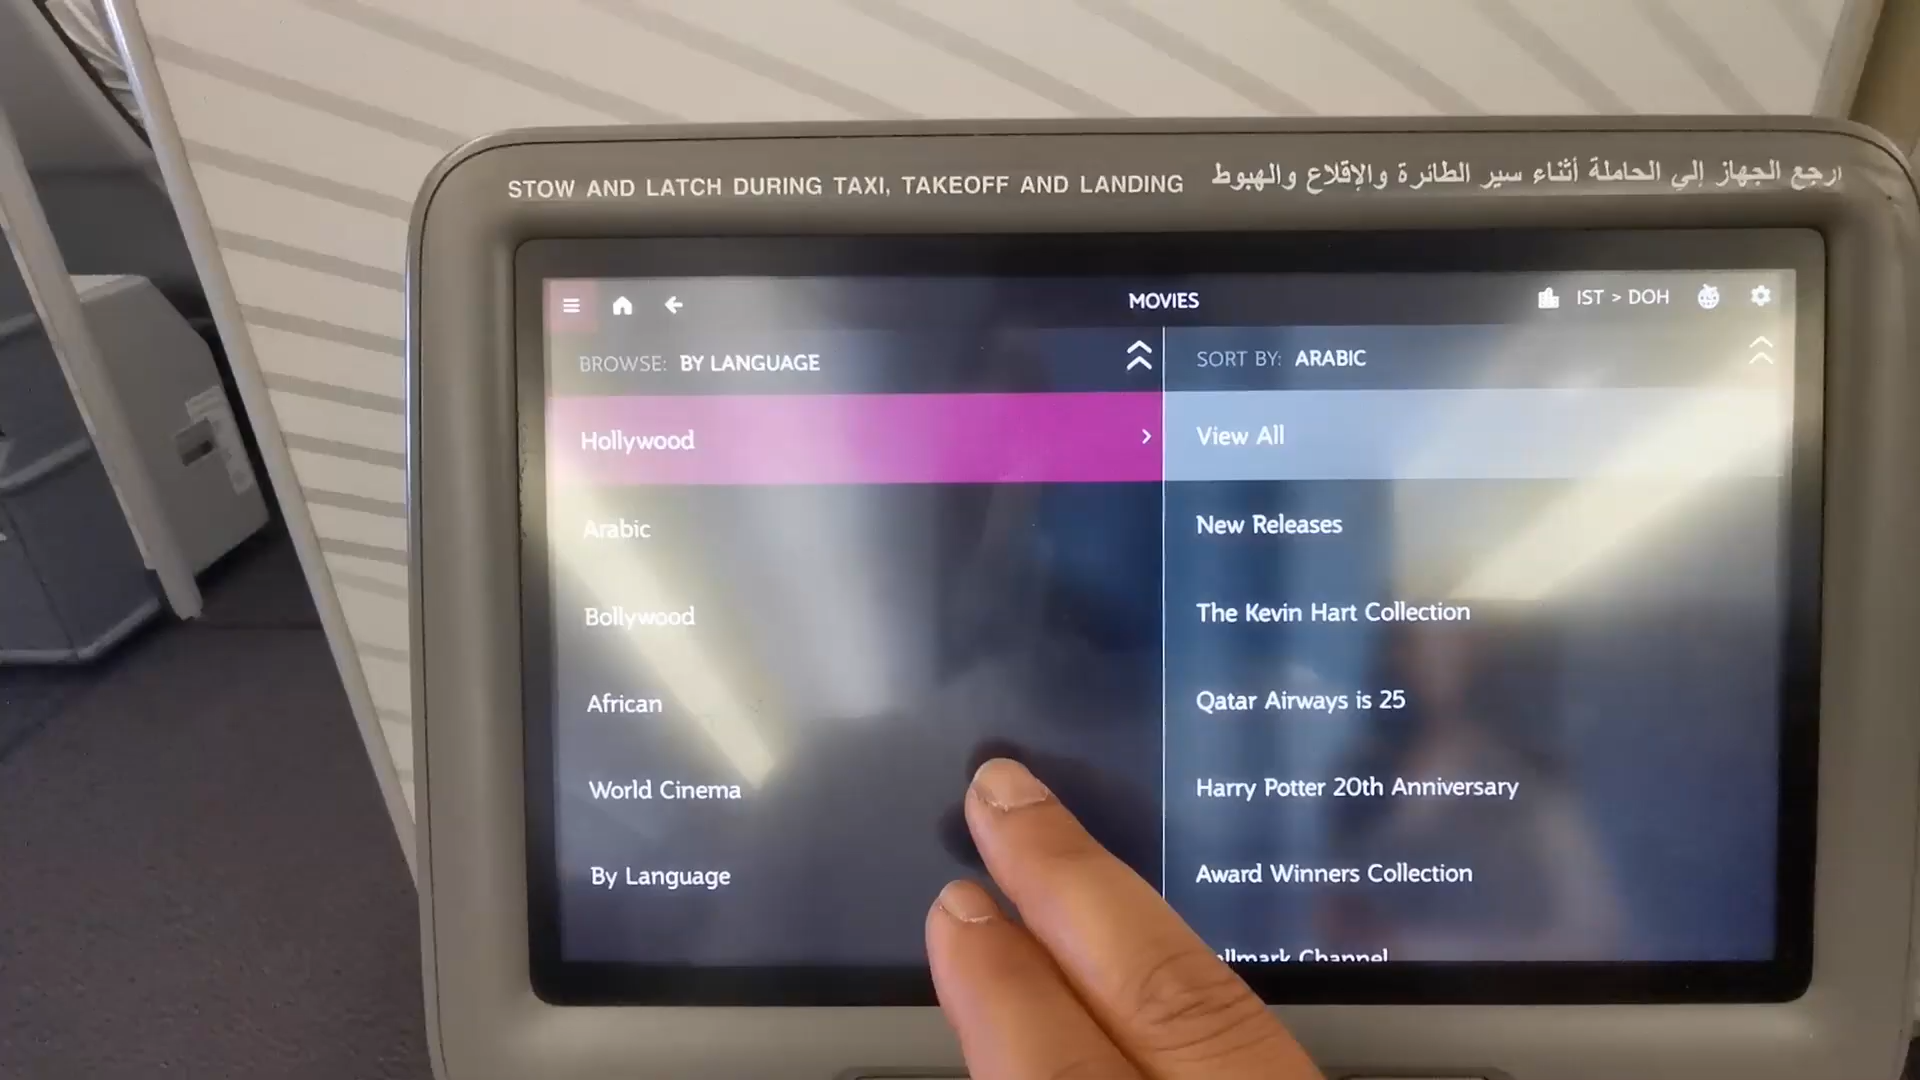 STOW AND LATCH DURING TAXI, TAKEOFF AND LANDING
ارجع الجهاز إلي الحاملة أثناء سير الطائرة والإقلاع والهبوط
MOVIES
IST > DOH
BROWSE: BY LANGUAGE
Hollywood
Arabic
Bollywood
African
World Cinema
By Language
SORT BY: ARABIC
View All
New Releases
The Kevin Hart Collection
Qatar Airways is 25
Harry Potter 20th Anniversary
Award Winners Collection
Channel